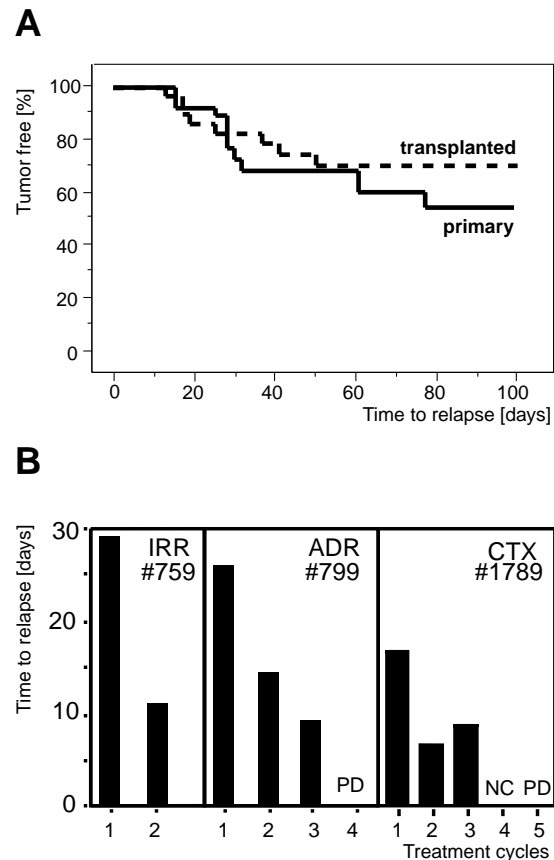 A
Tumor free [%]
100
80
60
40
20
0
transplanted
primary
0 20 40 60 80 100
Time to relapse [days]
B
Time to relapse [days]
30
20
10
0
IRR
#759
ADR
#799
CTX
#1789
PD
NC PD
1 2 1 2 3 4 1 2 3 4 5
Treatment cycles